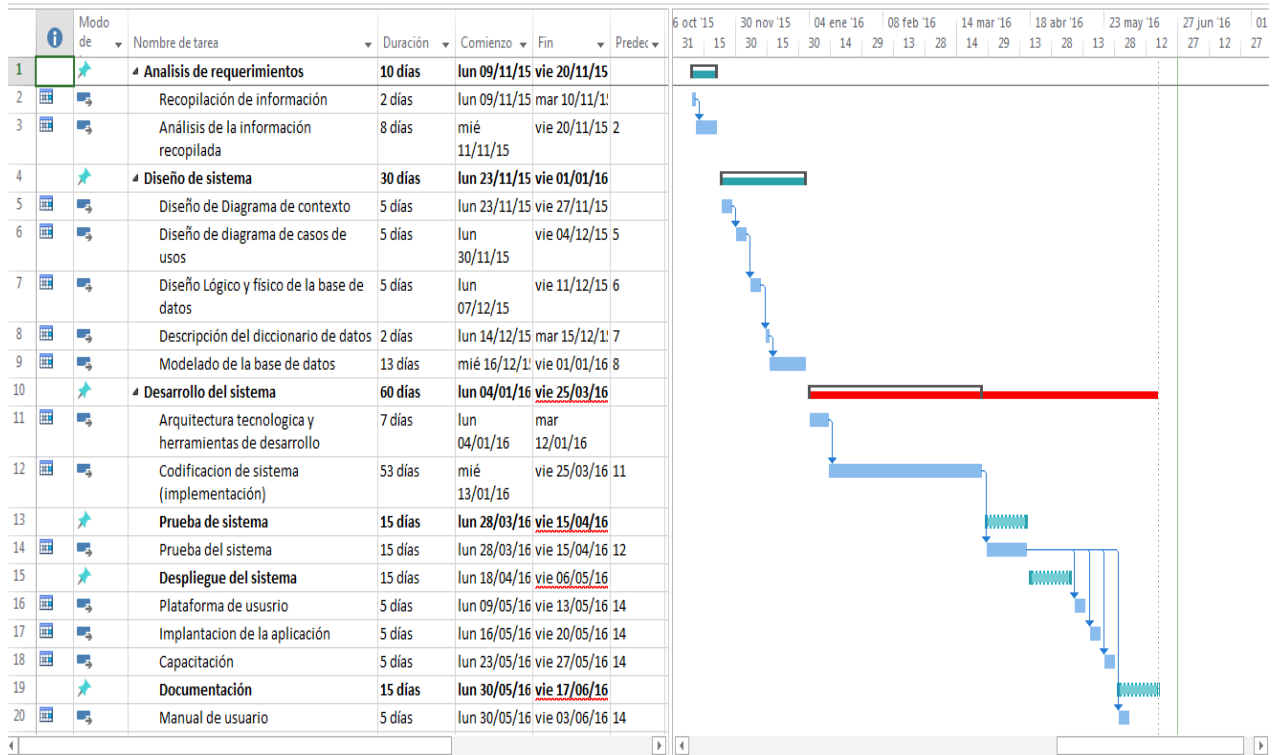 Modo
de Nombre de tarea Duración Comienzo Fin Predec
6 oct '15 30 nov '15 04 ene '16 08 feb '16 14 mar '16 18 abr '16 23 may '16 27 jun '16 01
31 15 30 15 30 14 29 13 28 14 29 13 28 13 28 12 27 12 27
1 Analisis de requerimientos 10 días lun 09/11/15 vie 20/11/15
2 Recopilación de información 2 días lun 09/11/15 mar 10/11/1
3 Análisis de la información 8 días mié vie 20/11/15 2
recopilada 11/11/15
4 Diseño de sistema 30 días lun 23/11/15 vie 01/01/16
5 Diseño de Diagrama de contexto 5 días lun 23/11/15 vie 27/11/15
6 Diseño de diagrama de casos de 5 días lun vie 04/12/15 5
usos 30/11/15
7 Diseño Lógico y físico de la base de 5 días lun vie 11/12/15 6
datos 07/12/15
8 Descripción del diccionario de datos 2 días lun 14/12/15 mar 15/12/1 7
9 Modelado de la base de datos 13 días mié 16/12/1 vie 01/01/16 8
10 Desarrollo del sistema 60 días lun 04/01/16 vie 25/03/16
11 Arquitectura tecnologica y 7 días lun mar
herramientas de desarrollo 04/01/16 12/01/16
12 Codificacion de sistema 53 días mié vie 25/03/16 11
(implementación) 13/01/16
13 Prueba de sistema 15 días lun 28/03/16 vie 15/04/16
14 Prueba del sistema 15 días lun 28/03/16 vie 15/04/16 12
15 Despliegue del sistema 15 días lun 18/04/16 vie 06/05/16
16 Plataforma de ususrio 5 días lun 09/05/16 vie 13/05/16 14
17 Implantacion de la aplicación 5 días lun 16/05/16 vie 20/05/16 14
18 Capacitación 5 días lun 23/05/16 vie 27/05/16 14
19 Documentación 15 días lun 30/05/16 vie 17/06/16
20 Manual de usuario 5 días lun 30/05/16 vie 03/06/16 14